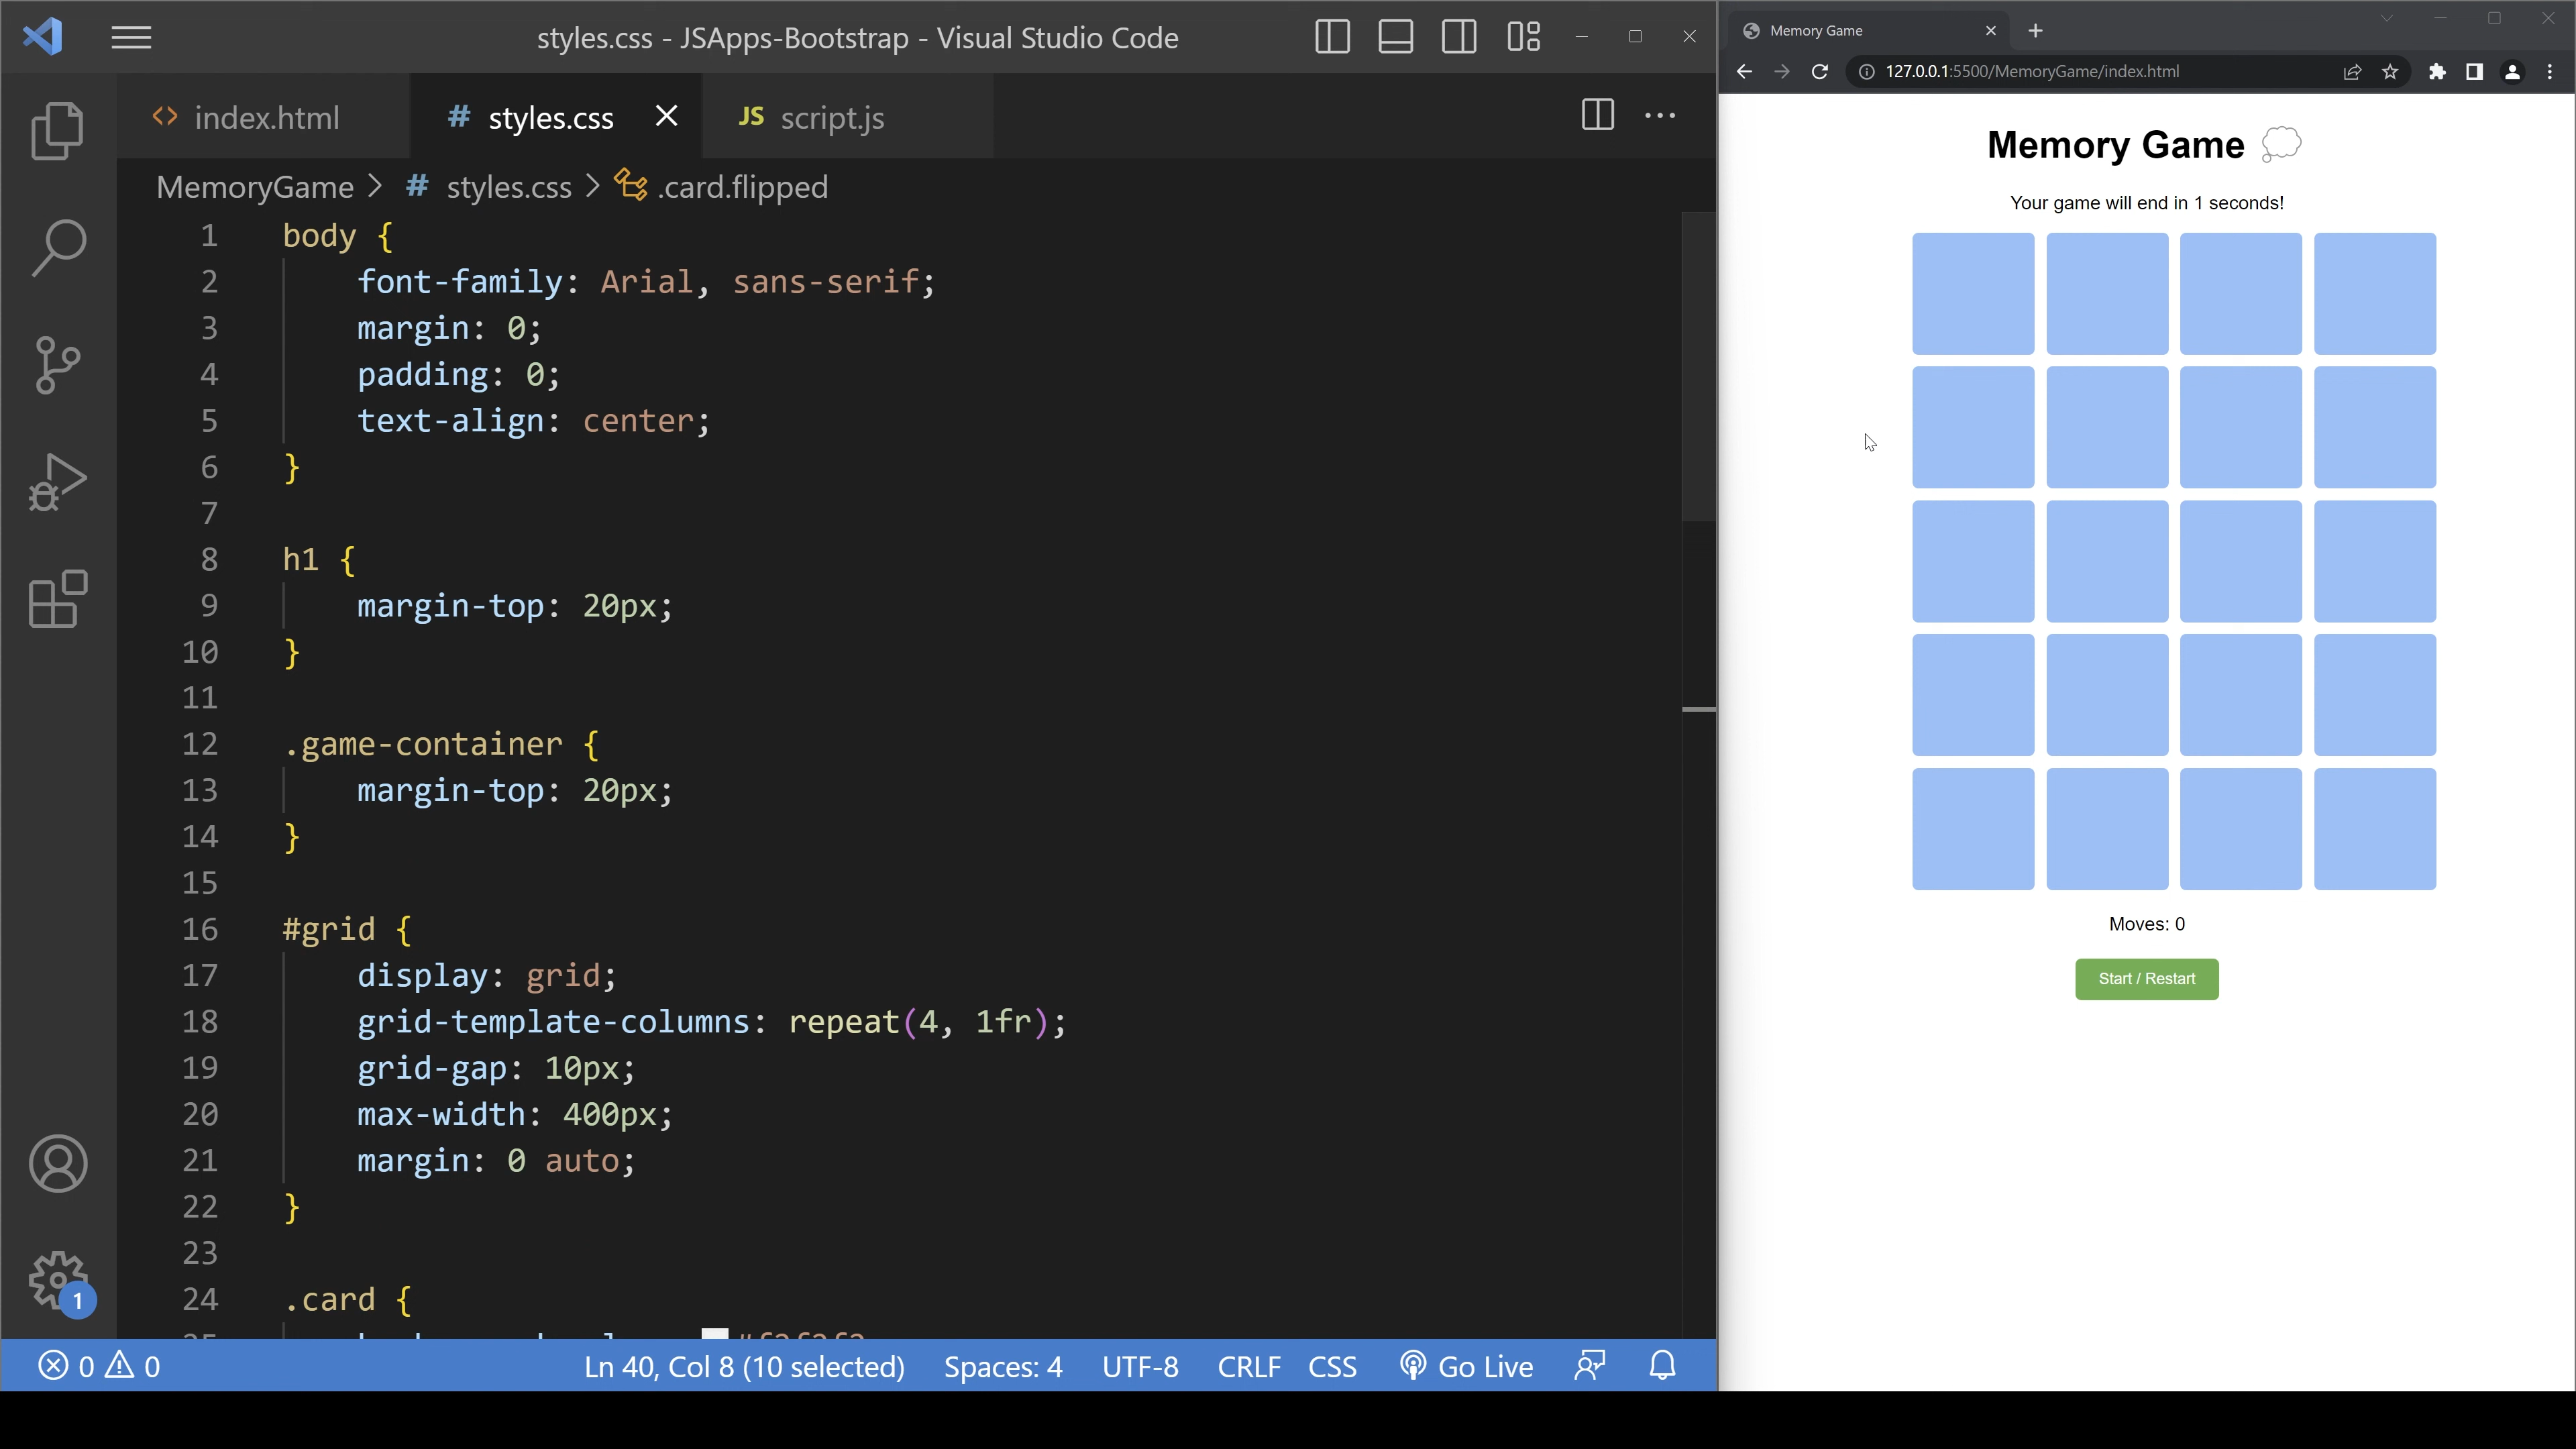 styles.css - JSApps-Bootstrap - Visual Studio Code
<> index.html
# styles.css
JS script.js
MemoryGame > # styles.css > .card.flipped
1 body {
2 font-family: Arial, sans-serif;
3 margin: 0;
4 padding: 0;
5 text-align: center;
6 }
7
8 h1 {
9 margin-top: 20px;
10 }
11
12 .game-container {
13 margin-top: 20px;
14 }
15
16 #grid {
17 display: grid;
18 grid-template-columns: repeat(4, 1fr);
19 grid-gap: 10px;
20 max-width: 400px;
21 margin: 0 auto;
22 }
23
24 .card {
1
0 0
Ln 40, Col 8 (10 selected)
Spaces: 4
UTF-8
CRLF
CSS
Go Live
Memory Game
127.0.0.1:5500/MemoryGame/index.html
Memory Game
Your game will end in 1 seconds!
Moves: 0
Start / Restart